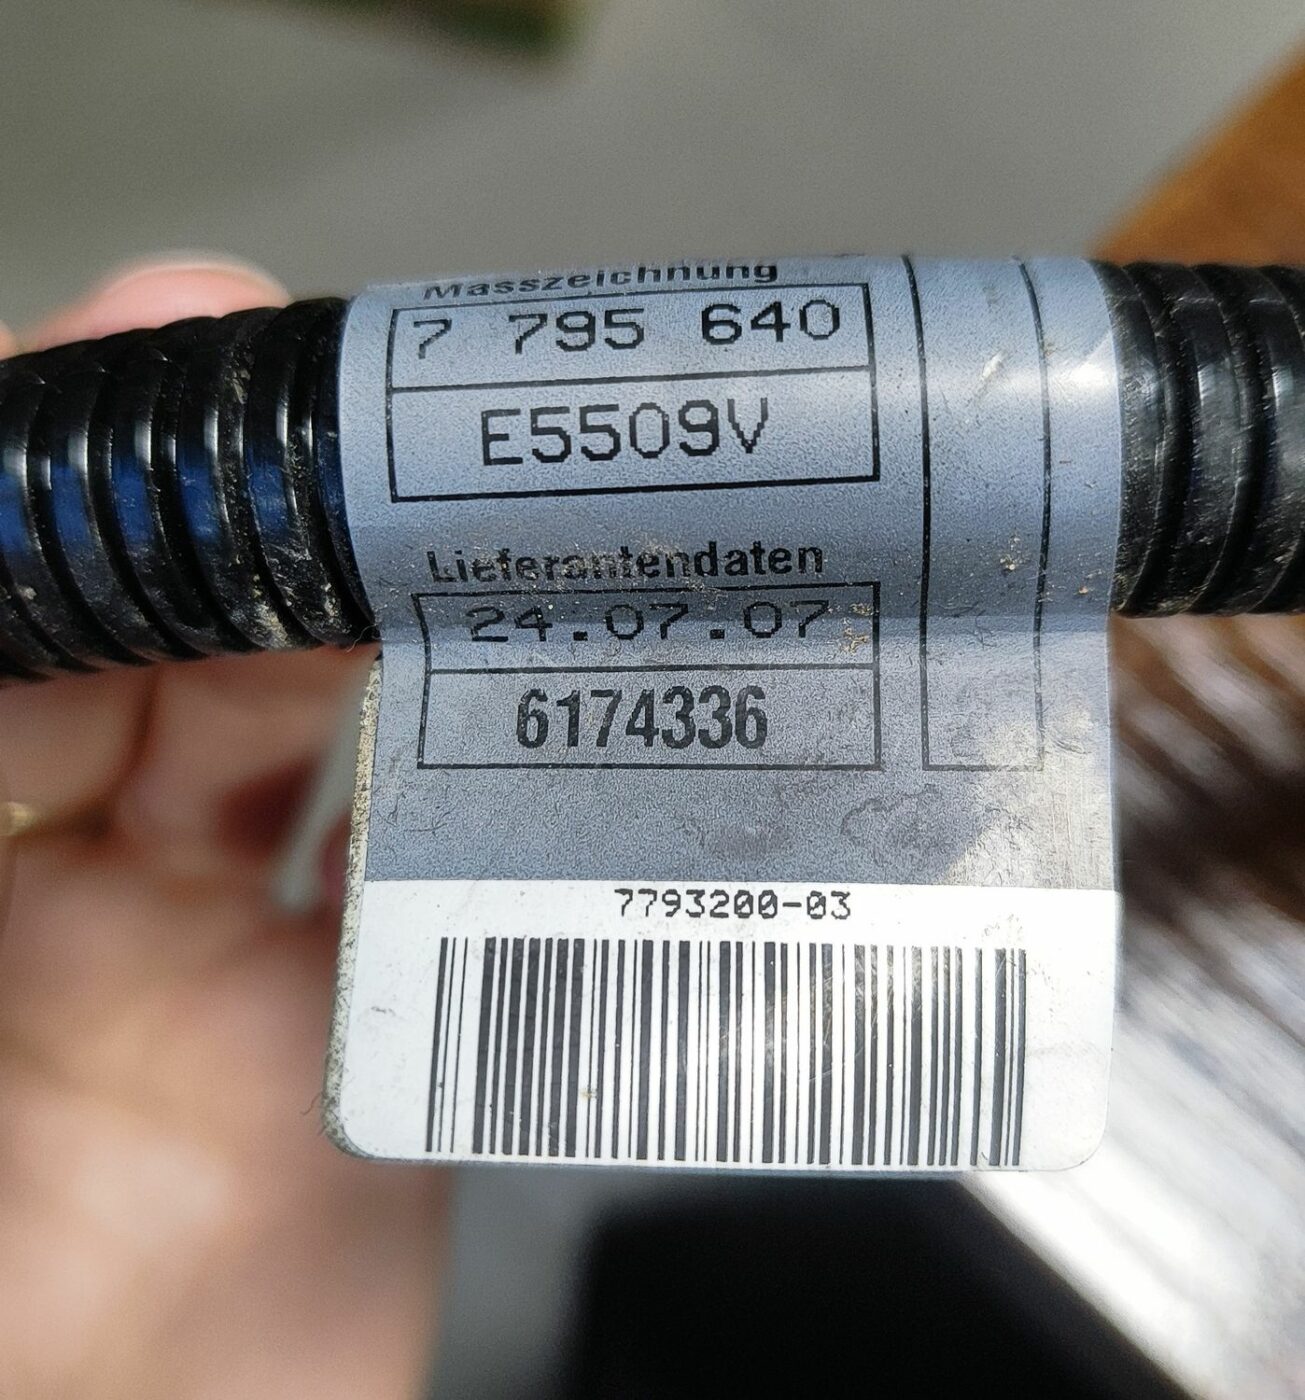 Masszeichnung
7 795 640
E5509V
Lieferantendaten
24.07.07
6174336
7793200-03